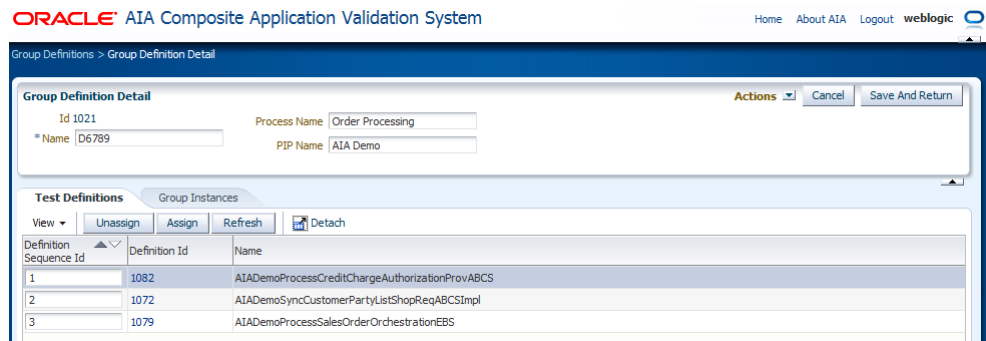 ORACLE® AIA Composite Application Validation System
Home About AIA Logout weblogic
Group Definitions > Group Definition Detail
Group Definition Detail
Actions Cancel Save And Return
Id 1021
Process Name Order Processing
* Name D6789
PIP Name AIA Demo
Test Definitions Group Instances
View Unassign Assign Refresh Detach
Definition Sequence Id Definition Id Name
1 1082 AIADemoProcessCreditChargeAuthorizationProvABCS
2 1072 AIADemoSyncCustomerPartyListShopReqABCSImpl
3 1079 AIADemoProcessSalesOrderOrchestrationEBS